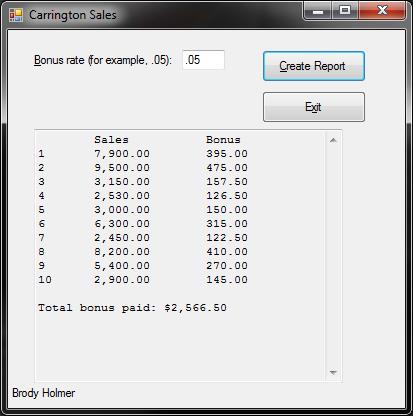 Carrington Sales
Bonus rate (for example, .05): .05
Create Report
Exit
Sales Bonus
1 7,900.00 395.00
2 9,500.00 475.00
3 3,150.00 157.50
4 2,530.00 126.50
5 3,000.00 150.00
6 6,300.00 315.00
7 2,450.00 122.50
8 8,200.00 410.00
9 5,400.00 270.00
10 2,900.00 145.00
Total bonus paid: $2,566.50
Brody Holmer